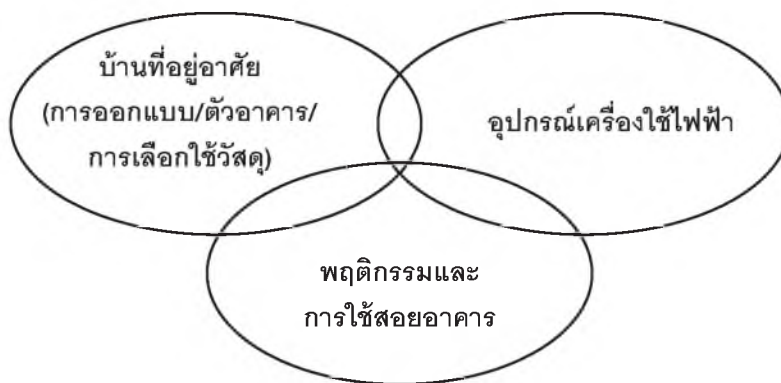 บ้านที่อยู่อาศัย
(การออกแบบ/ตัวอาคาร/
การเลือกใช้วัสดุ)
อุปกรณ์เครื่องใช้ไฟฟ้า
พฤติกรรมและ
การใช้สอยอาคาร